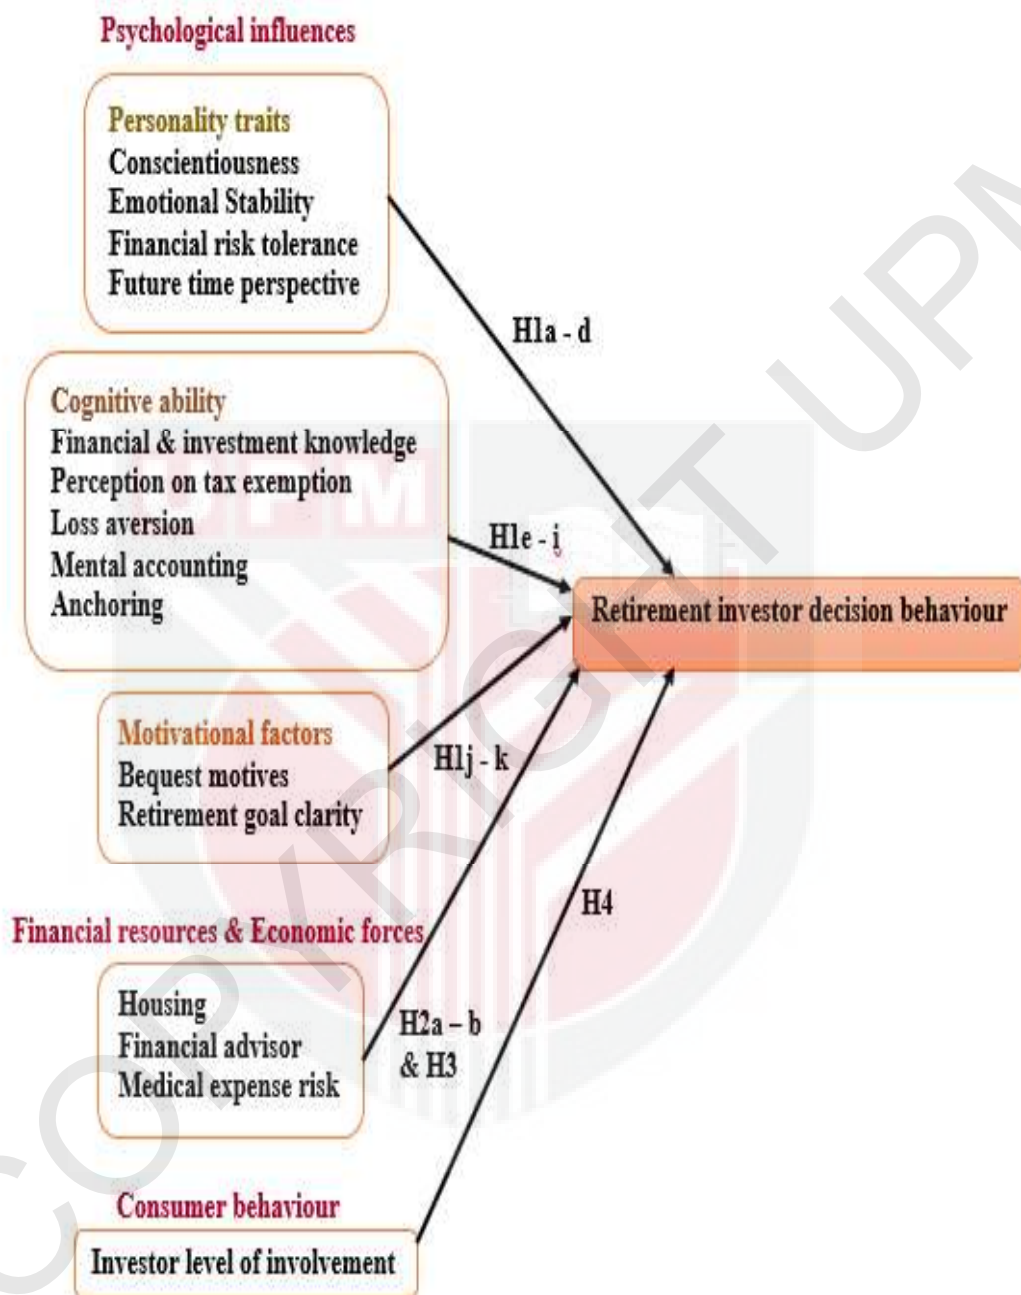 Psychological influences
Personality traits
Conscientiousness
Emotional Stability
Financial risk tolerance
Future time perspective
H1a - d
Cognitive ability
Financial & investment knowledge
Perception on tax exemption
Loss aversion
Mental accounting
Anchoring
H1e - i
Retirement investor decision behaviour
Motivational factors
Bequest motives
Retirement goal clarity
H1j - k
Financial resources & Economic forces
Housing
Financial advisor
Medical expense risk
H2a – b
& H3
H4
Consumer behaviour
Investor level of involvement
UPM
COPYRIGHT UPM